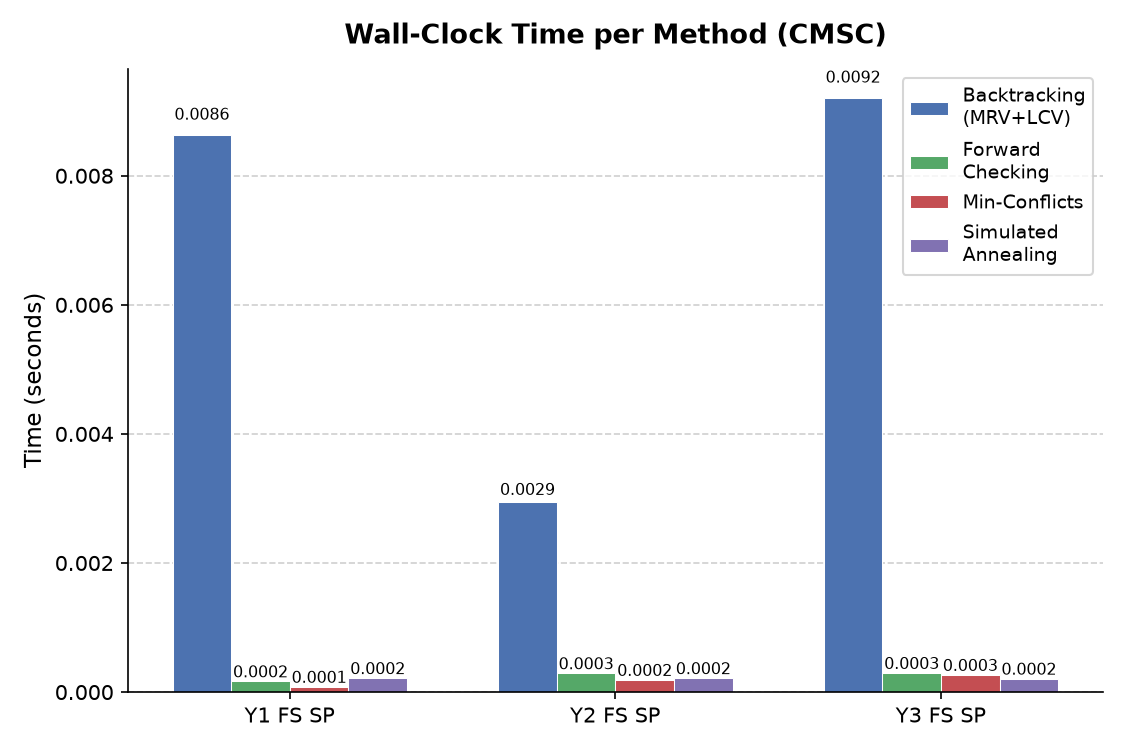 Wall-Clock Time per Method (CMSC)
Time (seconds)
0.008
0.006
0.004
0.002
0.000
0.0086
0.0002
0.0001
0.0002
0.0029
0.0003
0.0002
0.0002
0.0092
0.0003
0.0003
0.0002
Y1 FS SP
Y2 FS SP
Y3 FS SP
Backtracking
(MRV+LCV)
Forward
Checking
Min-Conflicts
Simulated
Annealing